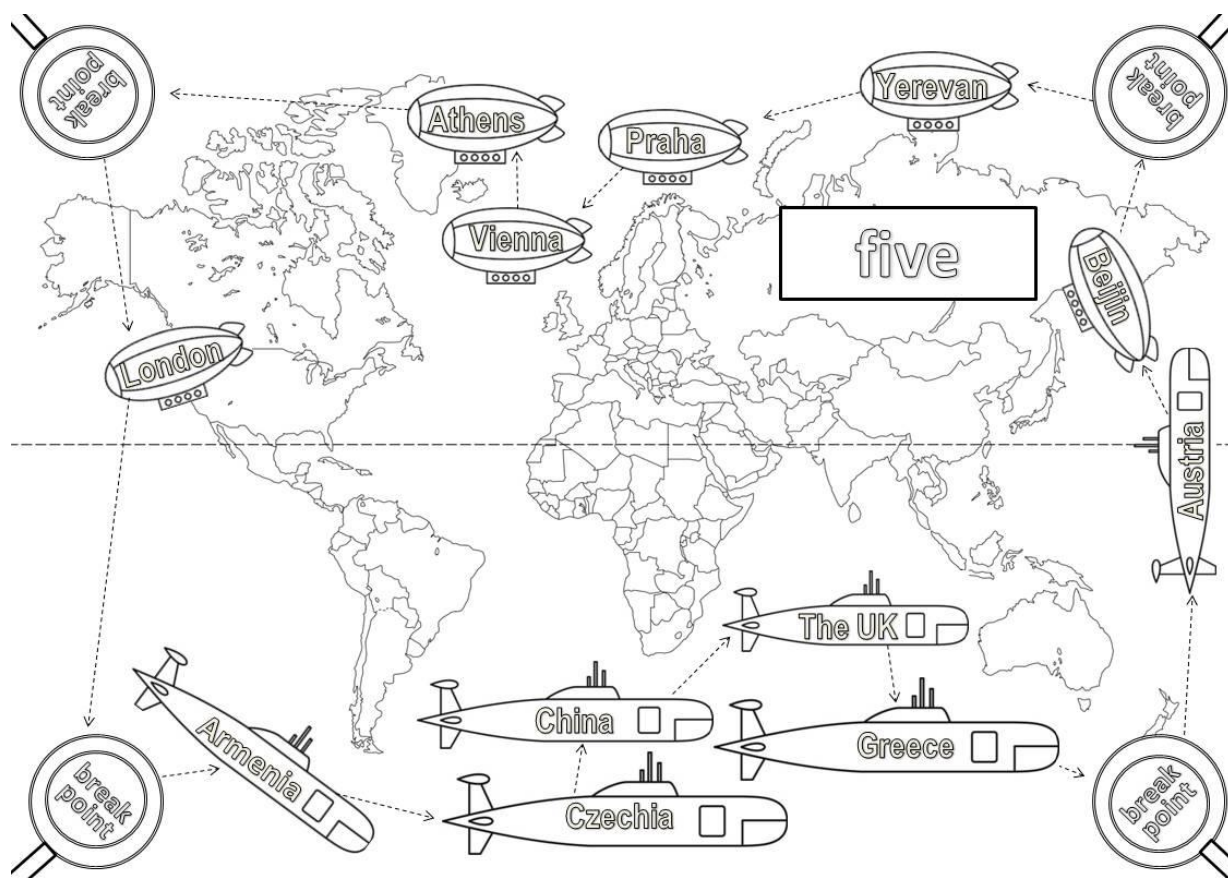 break
point
break
point
Yerevan
Athens
Praha
Vienna
five
Beijjin
London
Austria
The UK
China
Greece
Armenia
Czechia
break
point
break
point